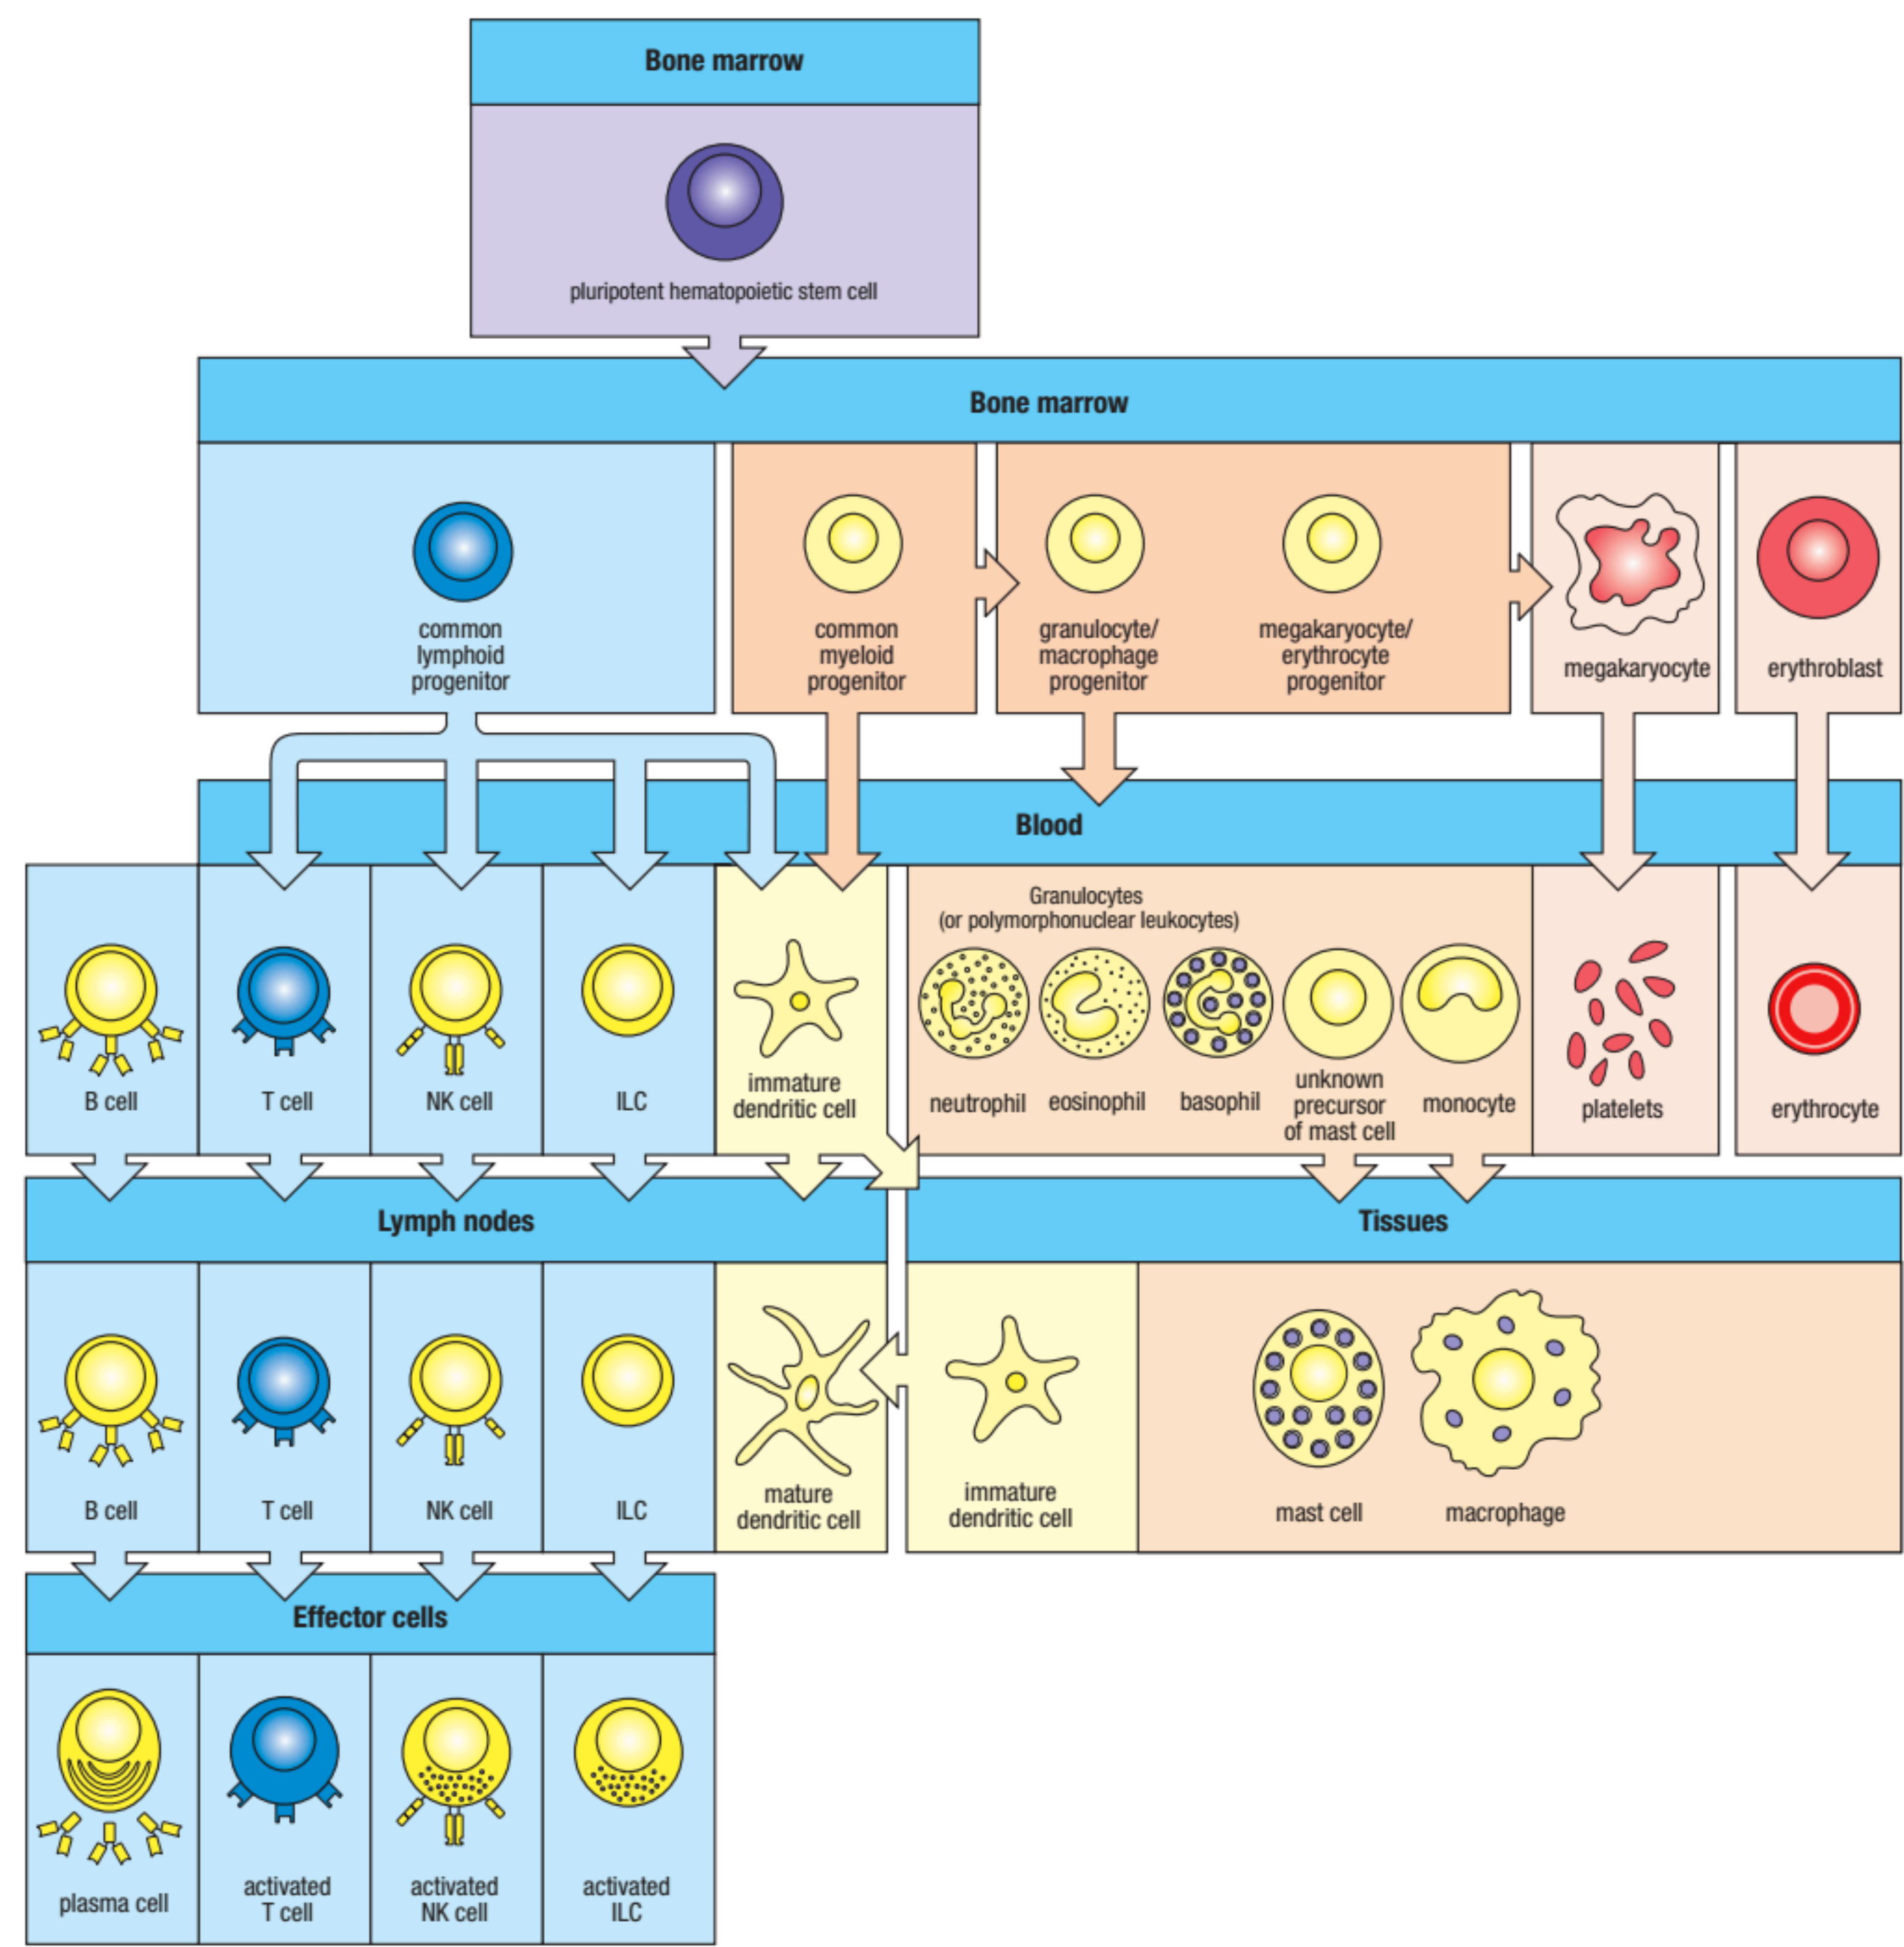 Bone marrow
pluripotent hematopoietic stem cell
Bone marrow
common
lymphoid
progenitor
common
myeloid
progenitor
granulocyte/
macrophage
progenitor
megakaryocyte/
erythrocyte
progenitor
megakaryocyte
erythroblast
Blood
B cell
T cell
NK cell
ILC
immature
dendritic cell
Granulocytes
(or polymorphonuclear leukocytes)
neutrophil
eosinophil
basophil
unknown
precursor
of mast cell
monocyte
platelets
erythrocyte
Lymph nodes
Tissues
B cell
T cell
NK cell
ILC
mature
dendritic cell
immature
dendritic cell
mast cell
macrophage
Effector cells
plasma cell
activated
T cell
activated
NK cell
activated
ILC